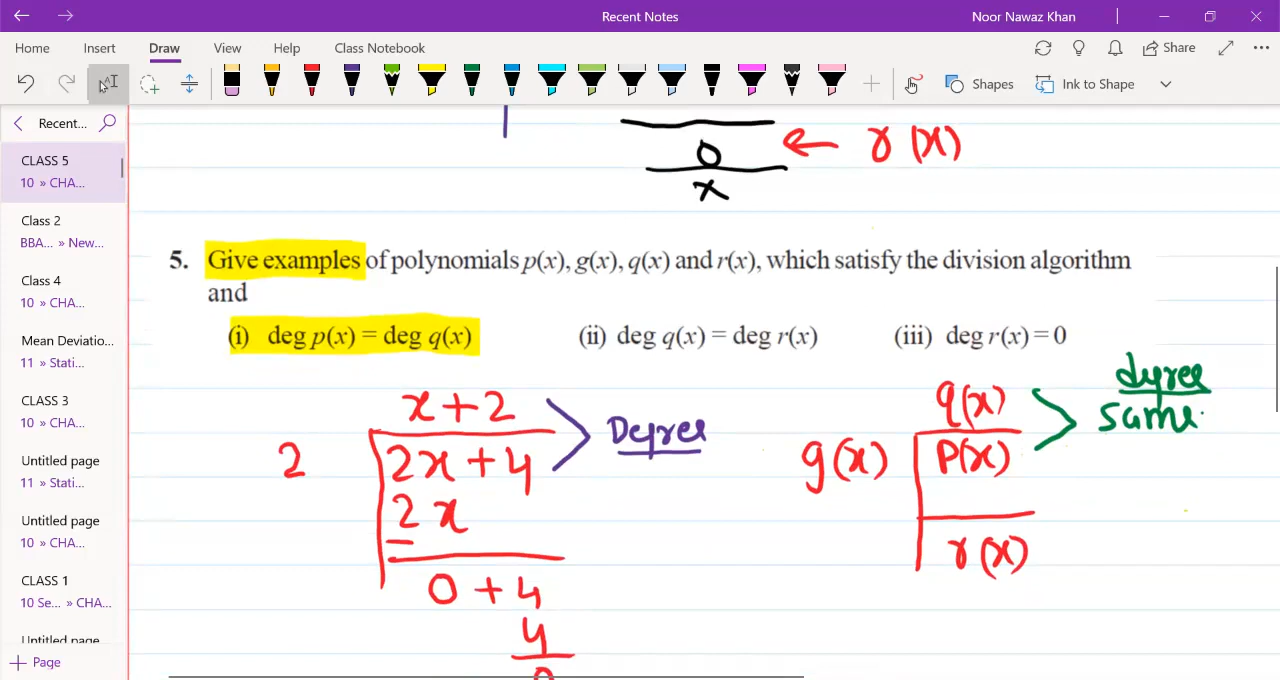 Recent Notes
Noor Nawaz Khan
Home Insert Draw View Help Class Notebook Share
Shapes Ink to Shape
Recent...
CLASS 5
10 » CHA...
Class 2
BBA... » New...
Class 4
10 » CHA...
Mean Deviatio...
11 » Stati...
CLASS 3
10 » CHA...
Untitled page
11 » Stati...
Untitled page
10 » CHA...
CLASS 1
10 Se... » CHA...
Untitled page
+ Page
0 ← r(x)
x
5. Give examples of polynomials p(x), g(x), q(x) and r(x), which satisfy the division algorithm
and
(i) deg p(x) = deg q(x) (ii) deg q(x) = deg r(x) (iii) deg r(x) = 0
x + 2
2 2x + 4
2x
0 + 4
4
0
Degree
q(x)
g(x) P(x)
r(x)
degree
same